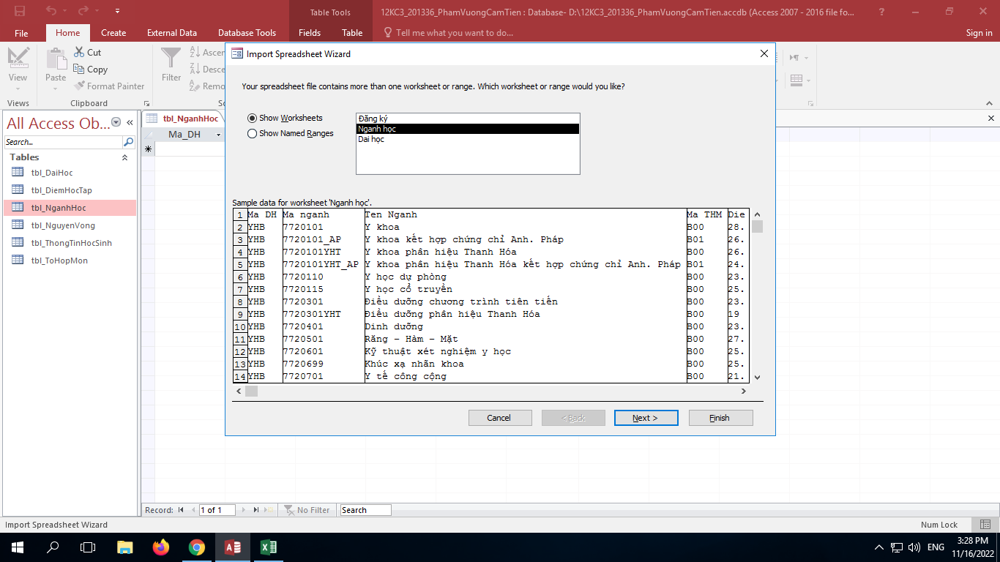 Table Tools
12KC3_201336_PhamVuongCamTien : Database- D:\12KC3_201336_PhamVuongCamTien.accdb (Access 2007 - 2016 file fo...
?
File Home Create External Data Database Tools Fields Table Tell me what you want to do... Sign in
View
Views
Paste
Cut
Copy
Format Painter
Clipboard
Filter
Ascen
Desce
Remo
All Access Ob...
Search...
Tables
tbl_DaiHoc
tbl_DiemHocTap
tbl_NganhHoc
tbl_NguyenVong
tbl_ThongTinHocSinh
tbl_ToHopMon
tbl_NganhHoc
Ma_DH
Import Spreadsheet Wizard
Your spreadsheet file contains more than one worksheet or range. Which worksheet or range would you like?
Show Worksheets
Show Named Ranges
Đăng ký
Nganh học
Dai học
Sample data for worksheet 'Nganh học'.
1 Ma DH Ma nganh Ten Nganh Ma THM Die
2 YHB 7720101 Y khoa B00 28.
3 YHB 7720101_AP Y khoa kết hợp chứng chỉ Anh. Pháp B01 26.
4 YHB 7720101YHT Y khoa phân hiệu Thanh Hóa B00 26.
5 YHB 7720101YHT_AP Y khoa phân hiệu Thanh Hóa kết hợp chứng chỉ Anh. Pháp B01 24.
6 YHB 7720110 Y học dự phòng B00 23.
7 YHB 7720115 Y học cổ truyền B00 25.
8 YHB 7720301 Điều dưỡng chương trình tiên tiến B00 23.
9 YHB 7720301YHT Điều dưỡng phân hiệu Thanh Hóa B00 19
10 YHB 7720401 Dinh dưỡng B00 23.
11 YHB 7720501 Răng – Hàm – Mặt B00 27.
12 YHB 7720601 Kỹ thuật xét nghiệm y học B00 25.
13 YHB 7720699 Khúc xạ nhãn khoa B00 25.
14 YHB 7720701 Y tế công cộng B00 21.
Cancel < Back Next > Finish
Record: 1 of 1 No Filter Search
Import Spreadsheet Wizard Num Lock
ENG
3:28 PM
11/16/2022